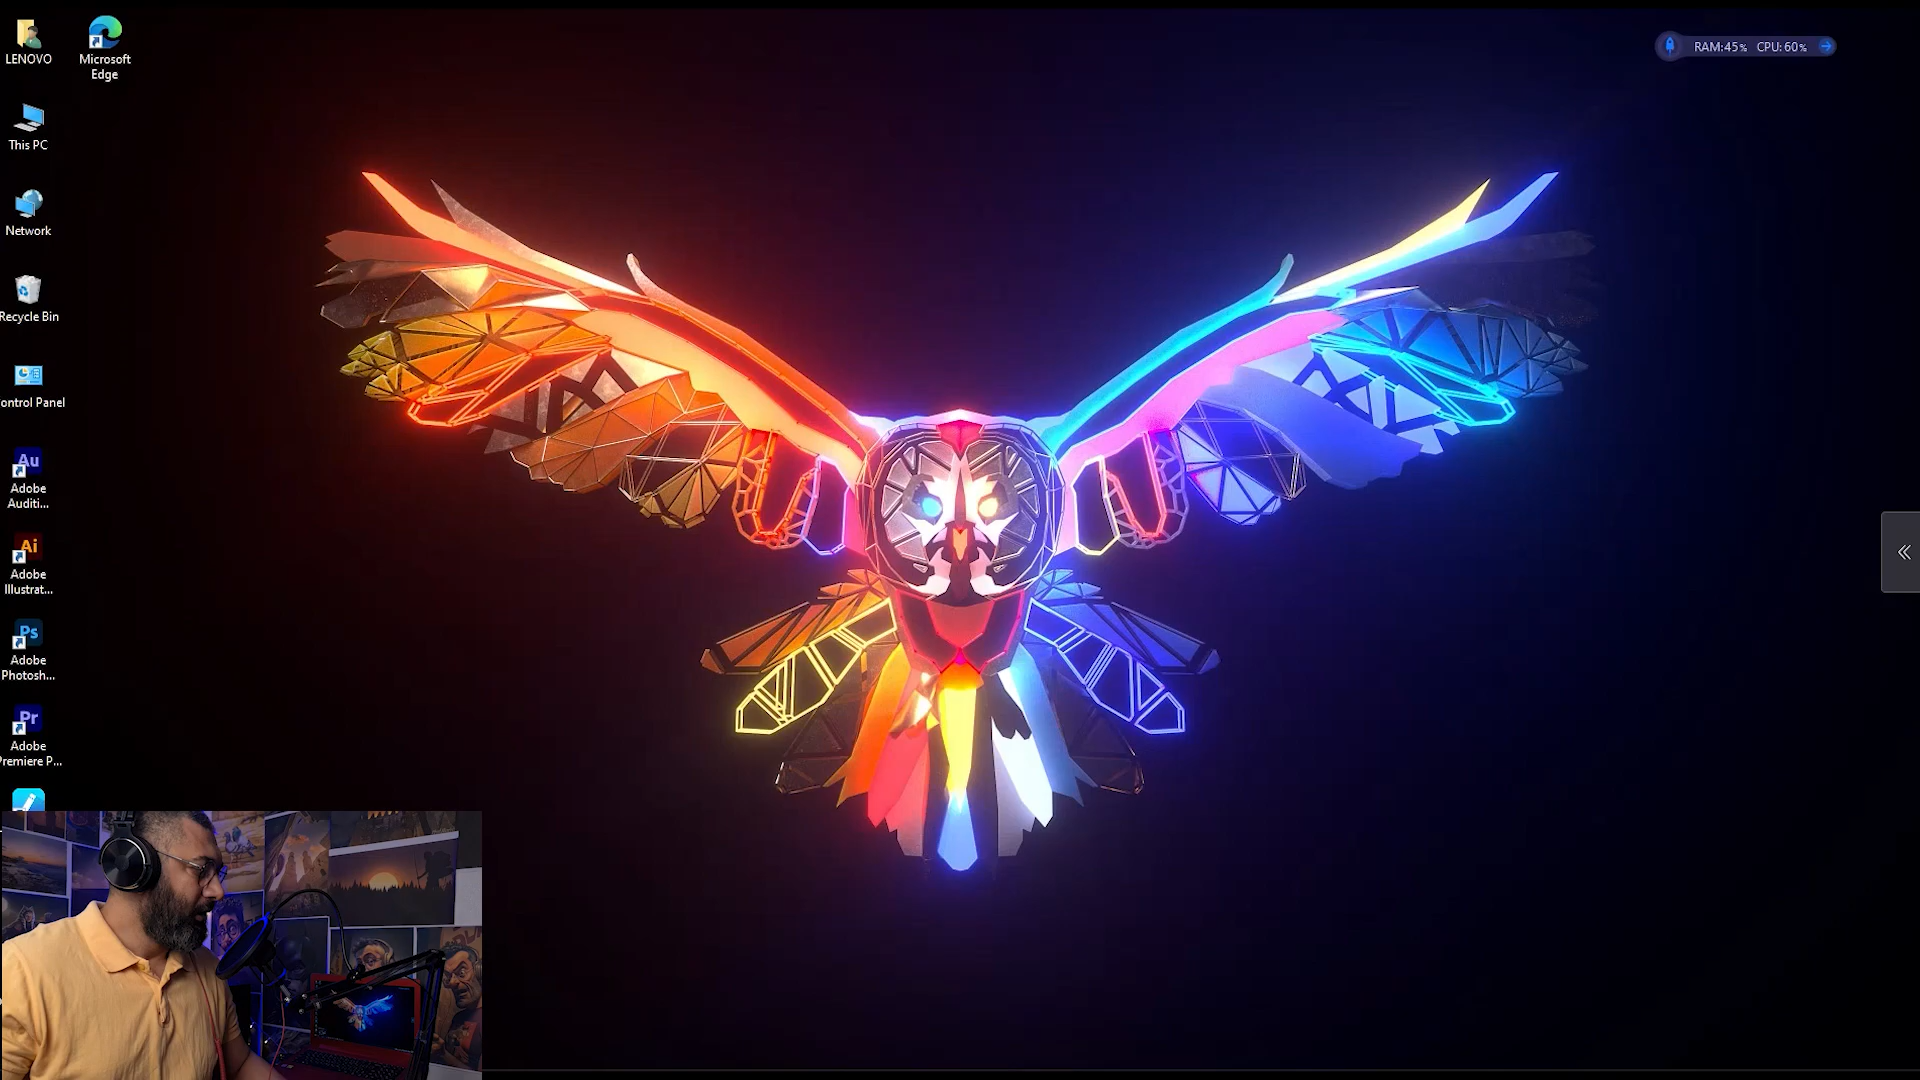 LENOVO
Microsoft
Edge
This PC
Network
Recycle Bin
ontrol Panel
Au
Adobe
Auditi...
Ai
Adobe
Illustrat...
Ps
Adobe
Photosh...
Pr
Adobe
Premiere P...
RAM:45% CPU:60%